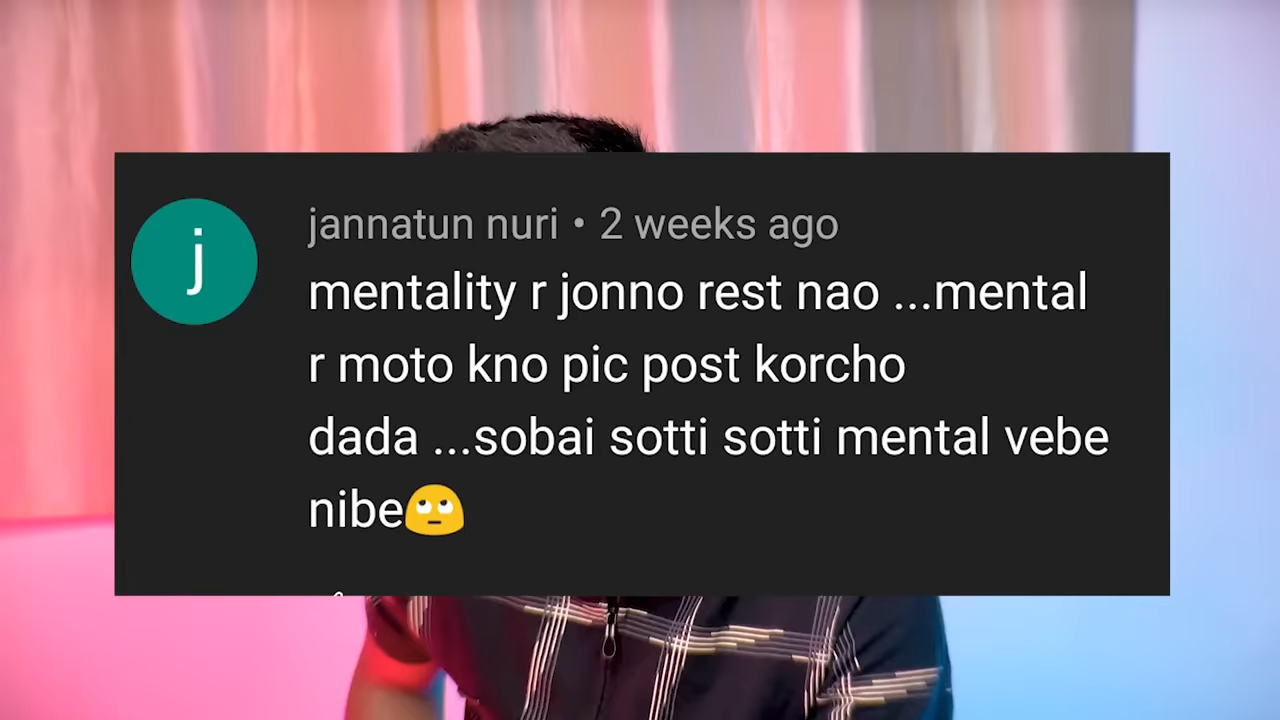 j
jannatun nuri • 2 weeks ago
mentality r jonno rest nao ...mental
r moto kno pic post korcho
dada ...sobai sotti sotti mental vebe
nibe🙄